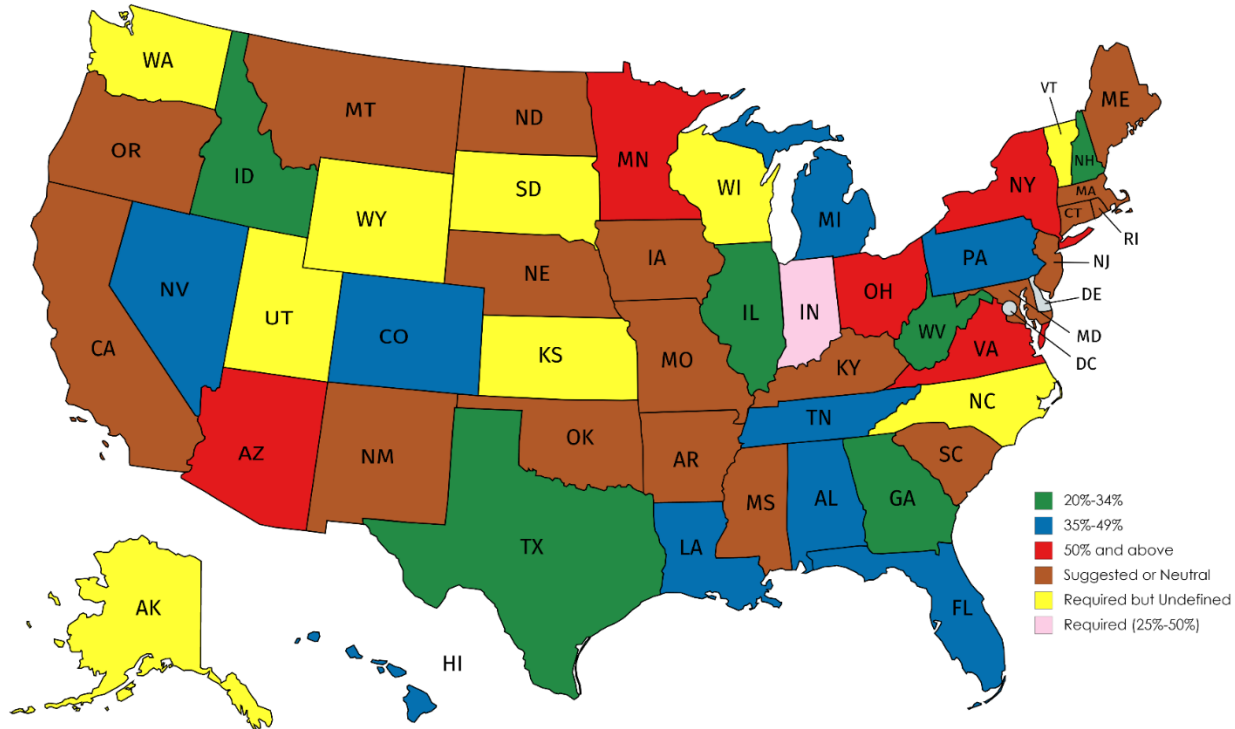 WA
MT
ND
MN
VT
ME
OR
ID
SD
WI
NH
NY
MA
WY
MI
CT
RI
IA
PA
NJ
NE
NV
OH
DE
IL
IN
UT
CO
WV
MD
CA
KS
MO
VA
KY
DC
NC
TN
OK
AZ
NM
AR
SC
MS
AL
GA
20%-34%
35%-49%
TX
LA
50% and above
Suggested or Neutral
AK
FL
Required but Undefined
Required (25%-50%)
HI